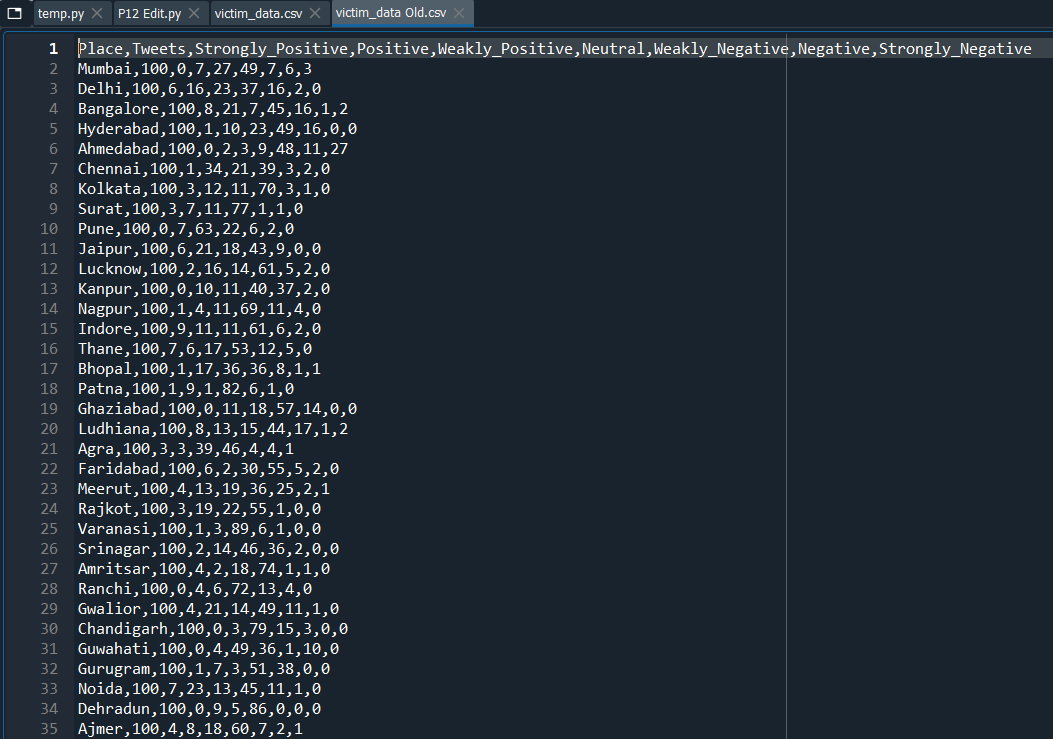 temp.py P12 Edit.py victim_data.csv victim_data Old.csv
1 Place,Tweets,Strongly_Positive,Positive,Weakly_Positive,Neutral,Weakly_Negative,Negative,Strongly_Negative
2 Mumbai,100,0,7,27,49,7,6,3
3 Delhi,100,6,16,23,37,16,2,0
4 Bangalore,100,8,21,7,45,16,1,2
5 Hyderabad,100,1,10,23,49,16,0,0
6 Ahmedabad,100,0,2,3,9,48,11,27
7 Chennai,100,1,34,21,39,3,2,0
8 Kolkata,100,3,12,11,70,3,1,0
9 Surat,100,3,7,11,77,1,1,0
10 Pune,100,0,7,63,22,6,2,0
11 Jaipur,100,6,21,18,43,9,0,0
12 Lucknow,100,2,16,14,61,5,2,0
13 Kanpur,100,0,10,11,40,37,2,0
14 Nagpur,100,1,4,11,69,11,4,0
15 Indore,100,9,11,11,61,6,2,0
16 Thane,100,7,6,17,53,12,5,0
17 Bhopal,100,1,17,36,36,8,1,1
18 Patna,100,1,9,1,82,6,1,0
19 Ghaziabad,100,0,11,18,57,14,0,0
20 Ludhiana,100,8,13,15,44,17,1,2
21 Agra,100,3,3,39,46,4,4,1
22 Faridabad,100,6,2,30,55,5,2,0
23 Meerut,100,4,13,19,36,25,2,1
24 Rajkot,100,3,19,22,55,1,0,0
25 Varanasi,100,1,3,89,6,1,0,0
26 Srinagar,100,2,14,46,36,2,0,0
27 Amritsar,100,4,2,18,74,1,1,0
28 Ranchi,100,0,4,6,72,13,4,0
29 Gwalior,100,4,21,14,49,11,1,0
30 Chandigarh,100,0,3,79,15,3,0,0
31 Guwahati,100,0,4,49,36,1,10,0
32 Gurugram,100,1,7,3,51,38,0,0
33 Noida,100,7,23,13,45,11,1,0
34 Dehradun,100,0,9,5,86,0,0,0
35 Ajmer,100,4,8,18,60,7,2,1